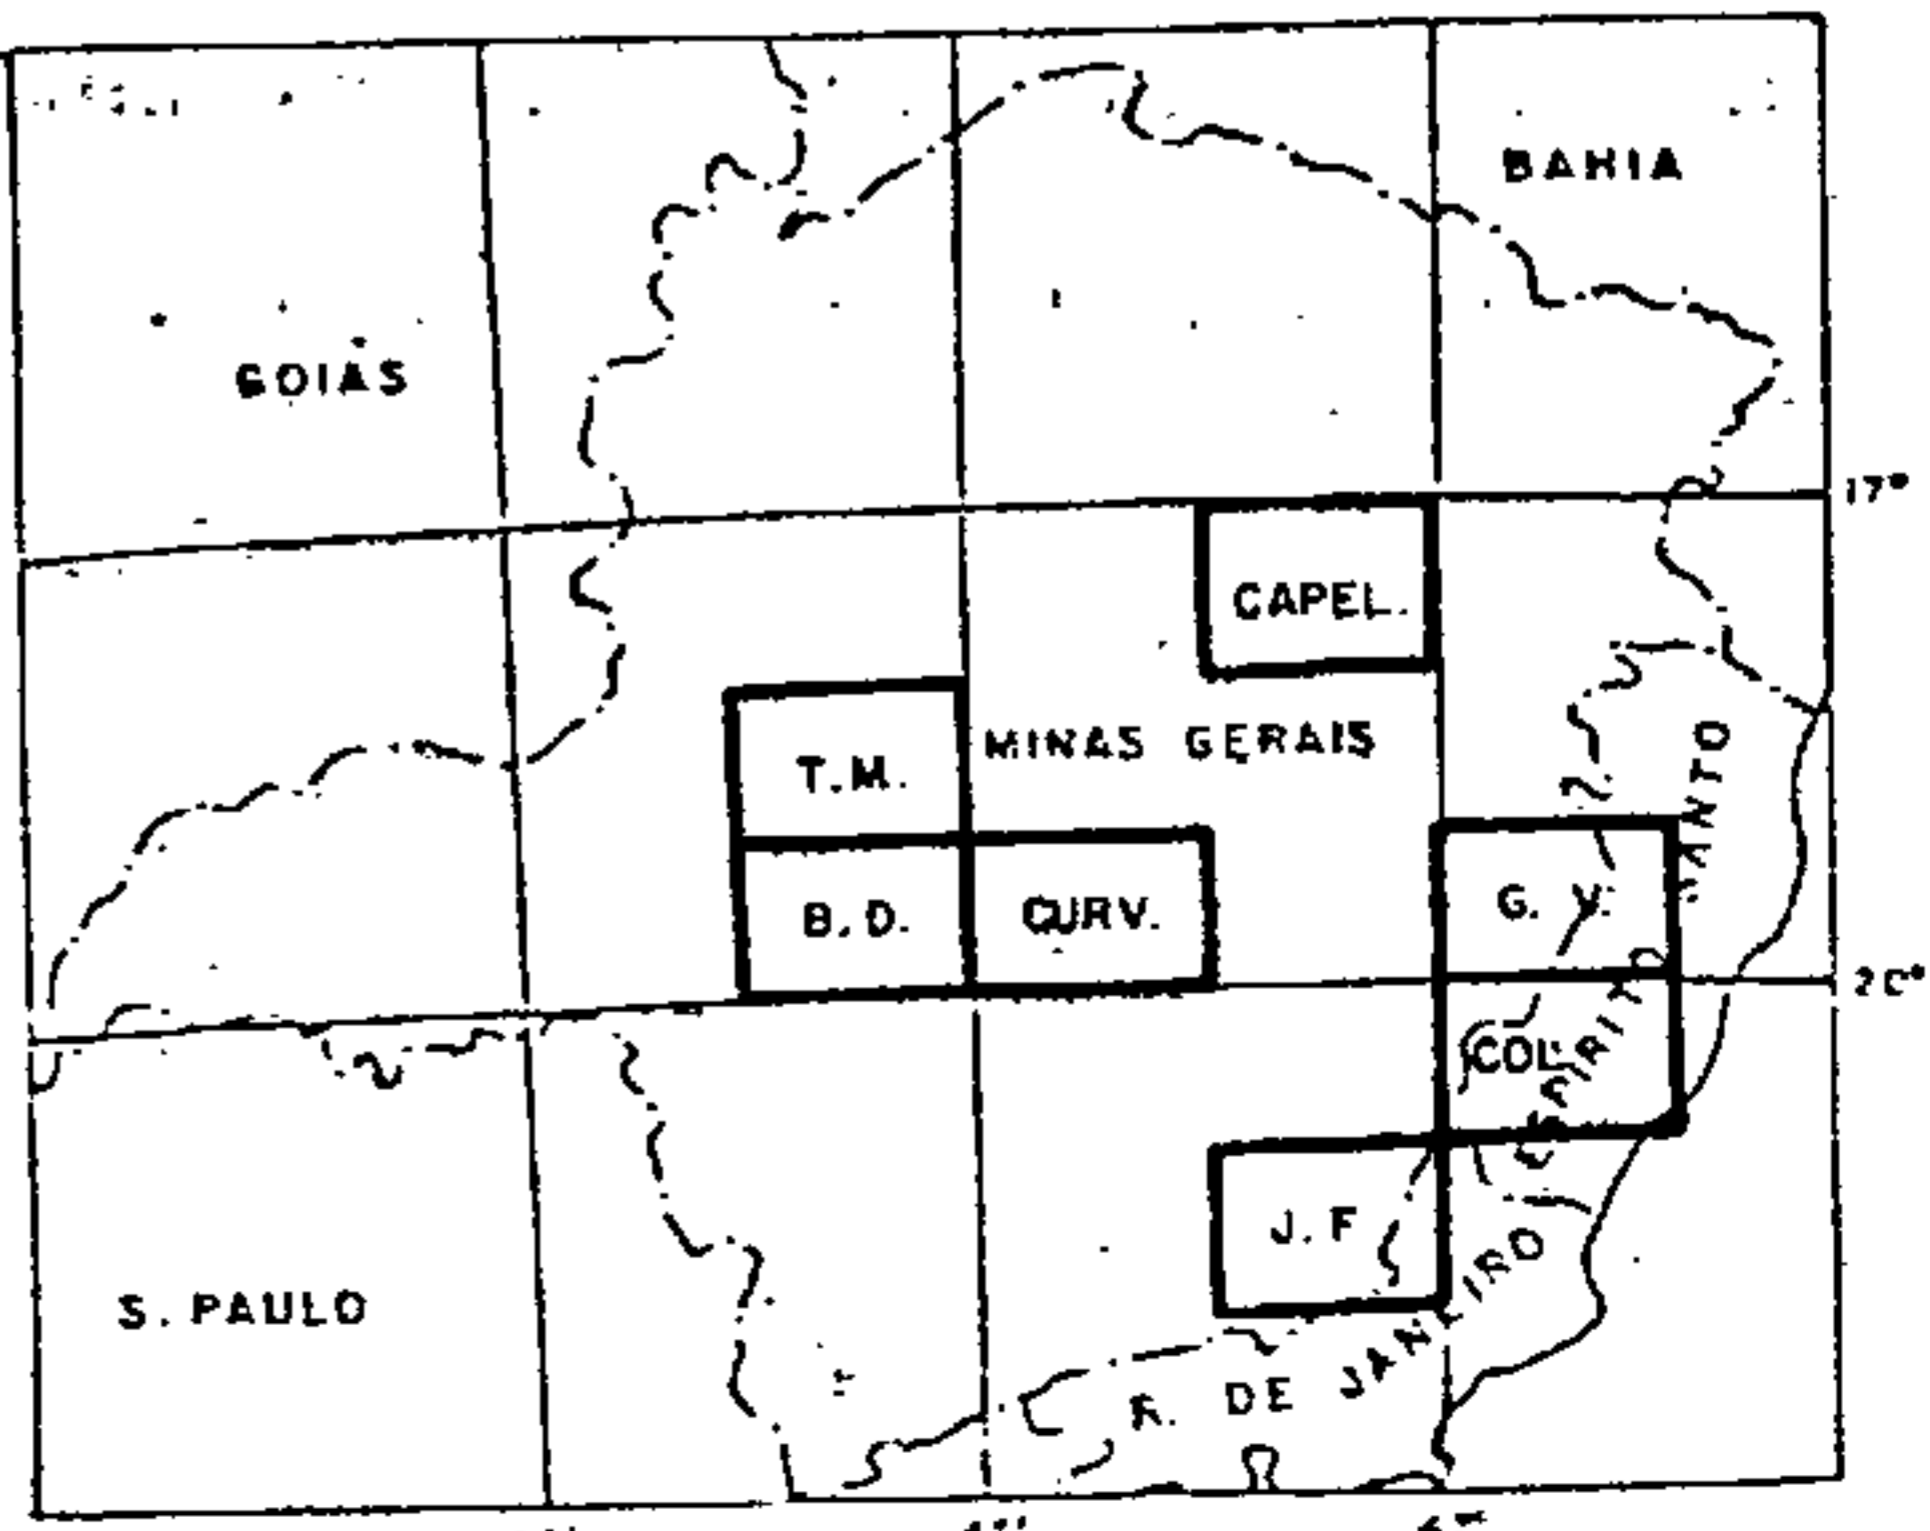 BAHIA
GOIÁS
17°
CAPEL.
MINAS GERAIS
T.M.
B.D.
CURV.
G. V.
20°
COL.
ESPIRITO SANTO
J. F
S. PAULO
R. DE JANEIRO